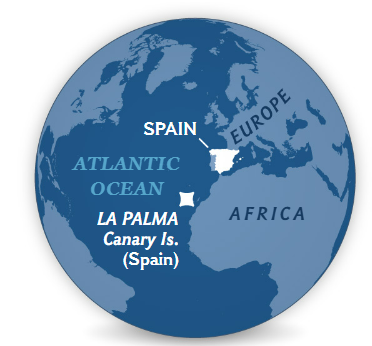 EUROPE
SPAIN
ATLANTIC
OCEAN
LA PALMA
Canary Is.
(Spain)
AFRICA